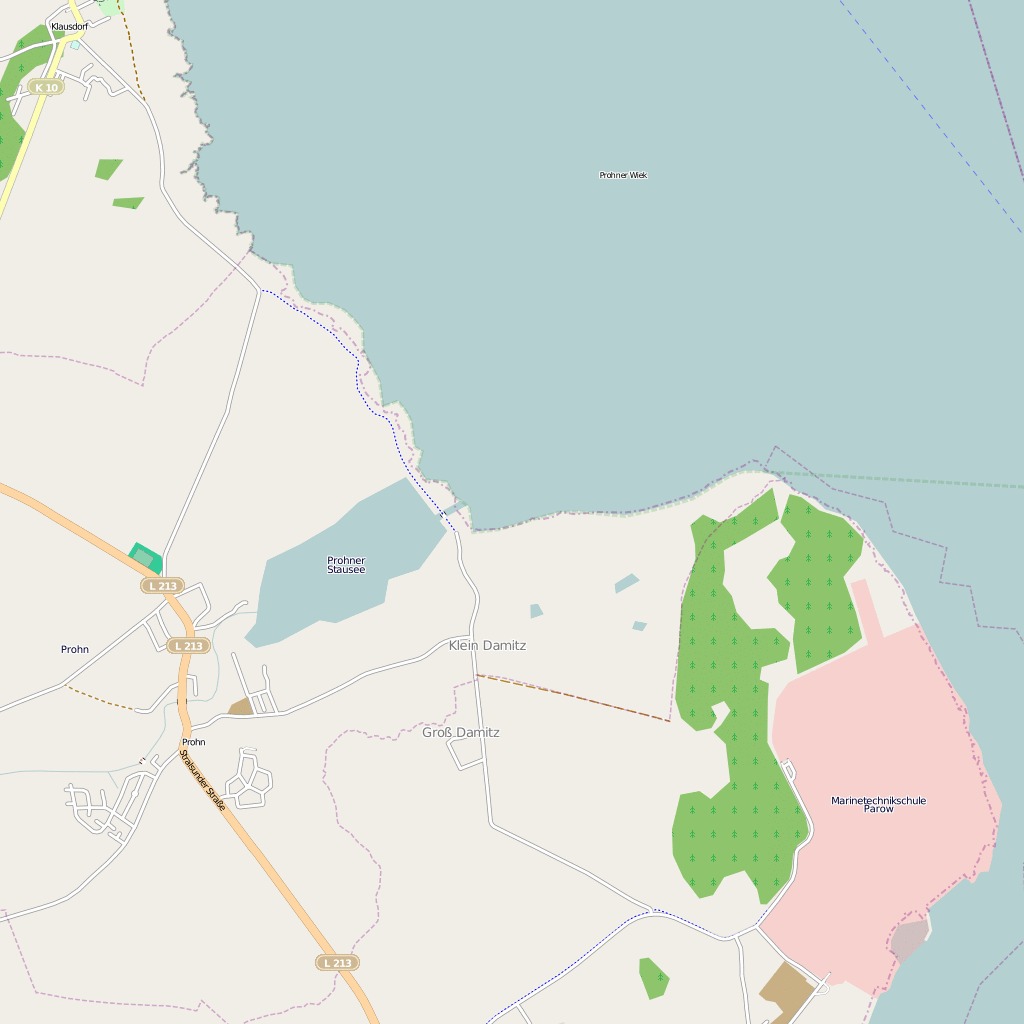 Klausdorf
K 10
Prohner Wiek
Prohner
Stausee
L 213
L 213
Prohn
Klein Damitz
Groß Damitz
Prohn
Stralsunder Straße
Marinetechnikschule
Parow
L 213